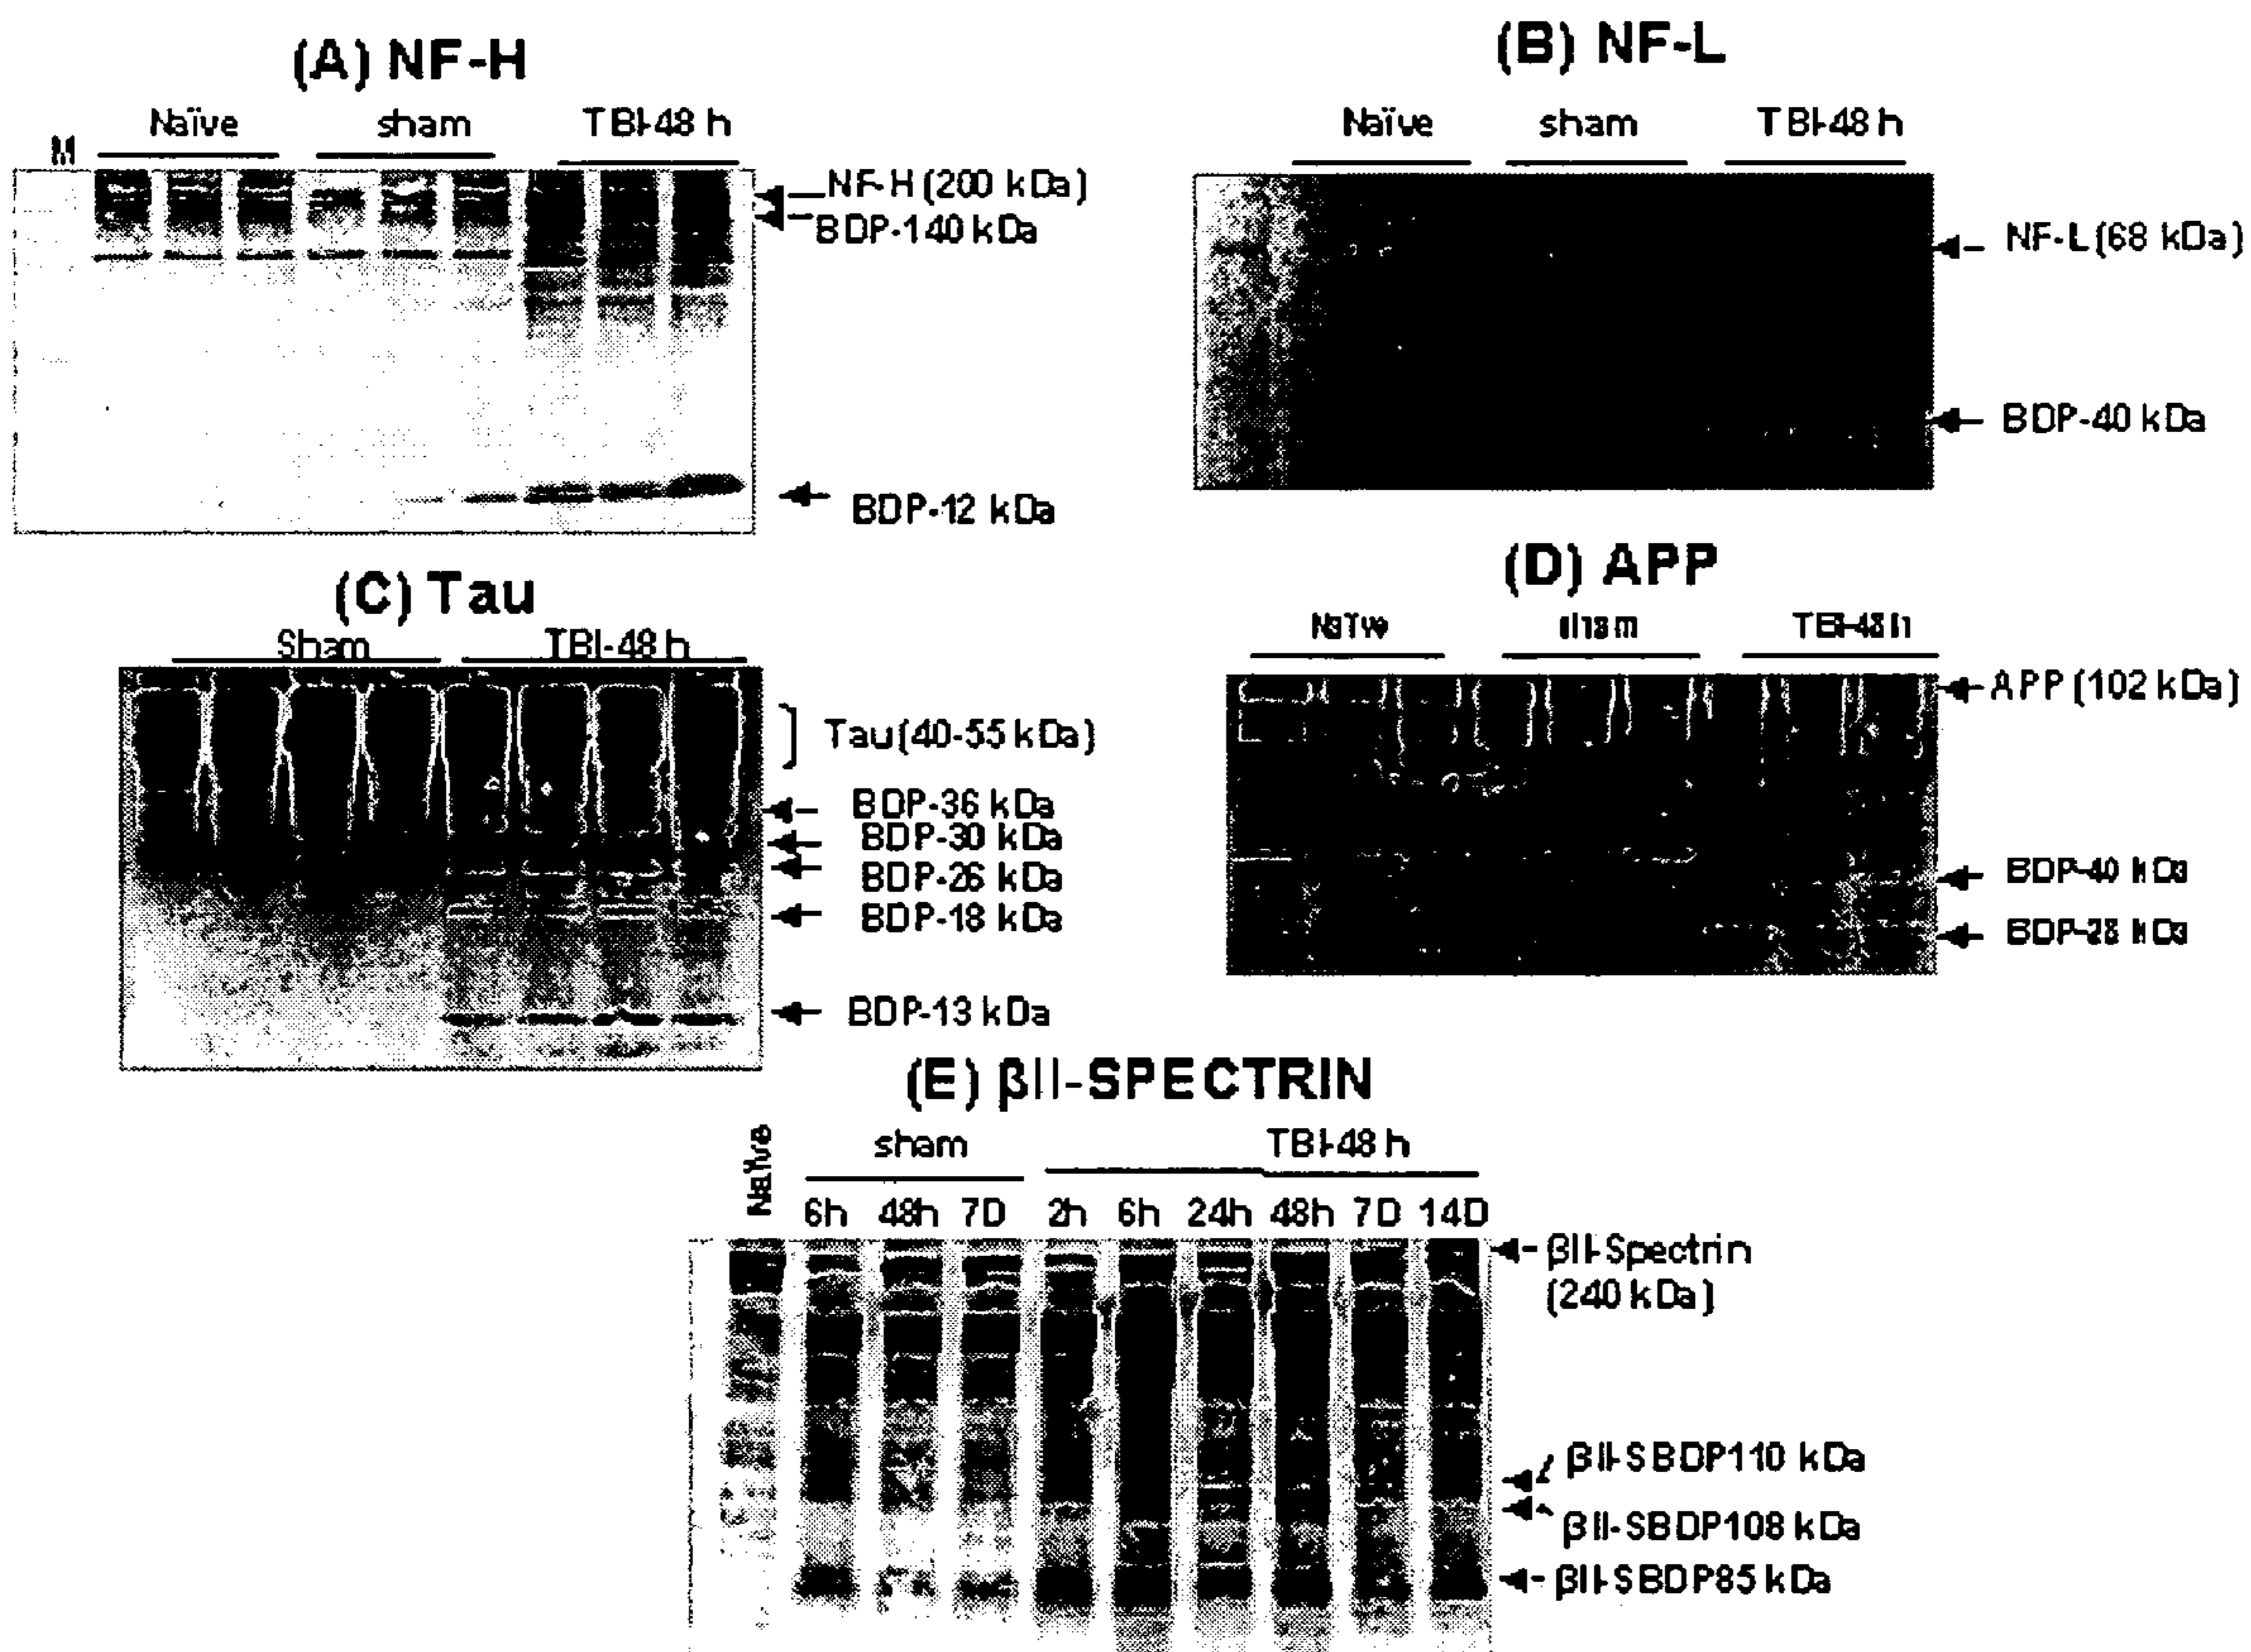 (A) NF-H
Naïve sham TBI-48 h
M
NF-H (200 kDa)
BDP-140 kDa
BDP-12 kDa
(B) NF-L
Naïve sham TBI-48 h
NF-L (68 kDa)
BDP-40 kDa
(C) Tau
Sham TBI-48 h
Tau (40-55 kDa)
BDP-36 kDa
BDP-30 kDa
BDP-26 kDa
BDP-18 kDa
BDP-13 kDa
(D) APP
Naïve sham TBI-48 h
APP (102 kDa)
BDP-40 kDa
BDP-28 kDa
(E) βII-SPECTRIN
Naïve
sham TBI-48 h
6h 48h 7D 2h 6h 24h 48h 7D 14D
βII-Spectrin
(240 kDa)
βII-SBDP110 kDa
βII-SBDP108 kDa
βII-SBDP85 kDa